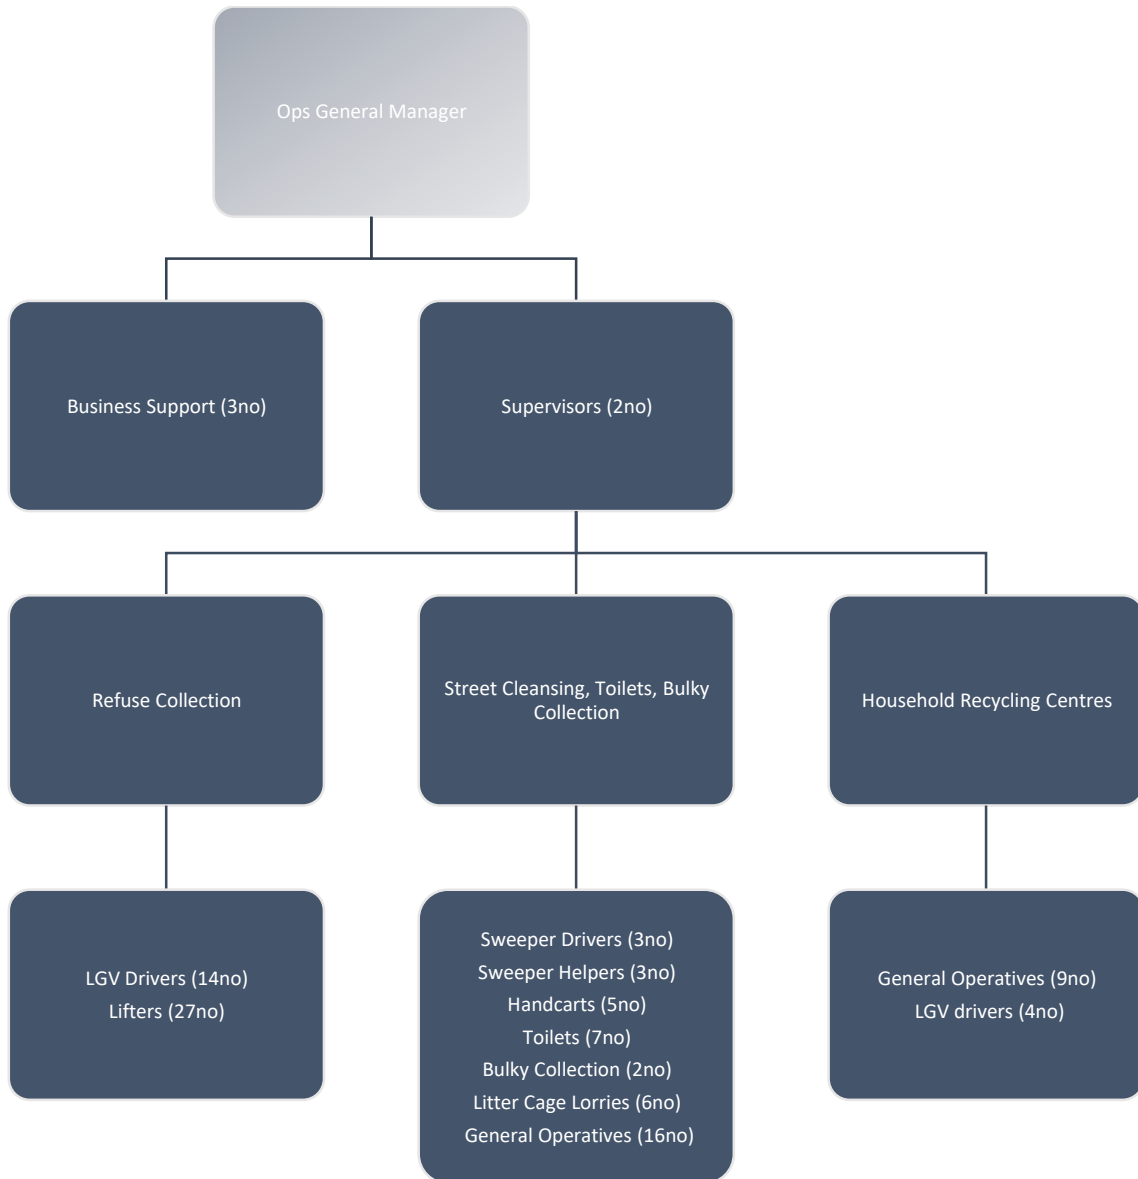 Ops General Manager
Business Support (3no)
Supervisors (2no)
Refuse Collection
Street Cleansing, Toilets, Bulky
Collection
Household Recycling Centres
LGV Drivers (14no)
Lifters (27no)
Sweeper Drivers (3no)
Sweeper Helpers (3no)
Handcarts (5no)
Toilets (7no)
Bulky Collection (2no)
Litter Cage Lorries (6no)
General Operatives (16no)
General Operatives (9no)
LGV drivers (4no)